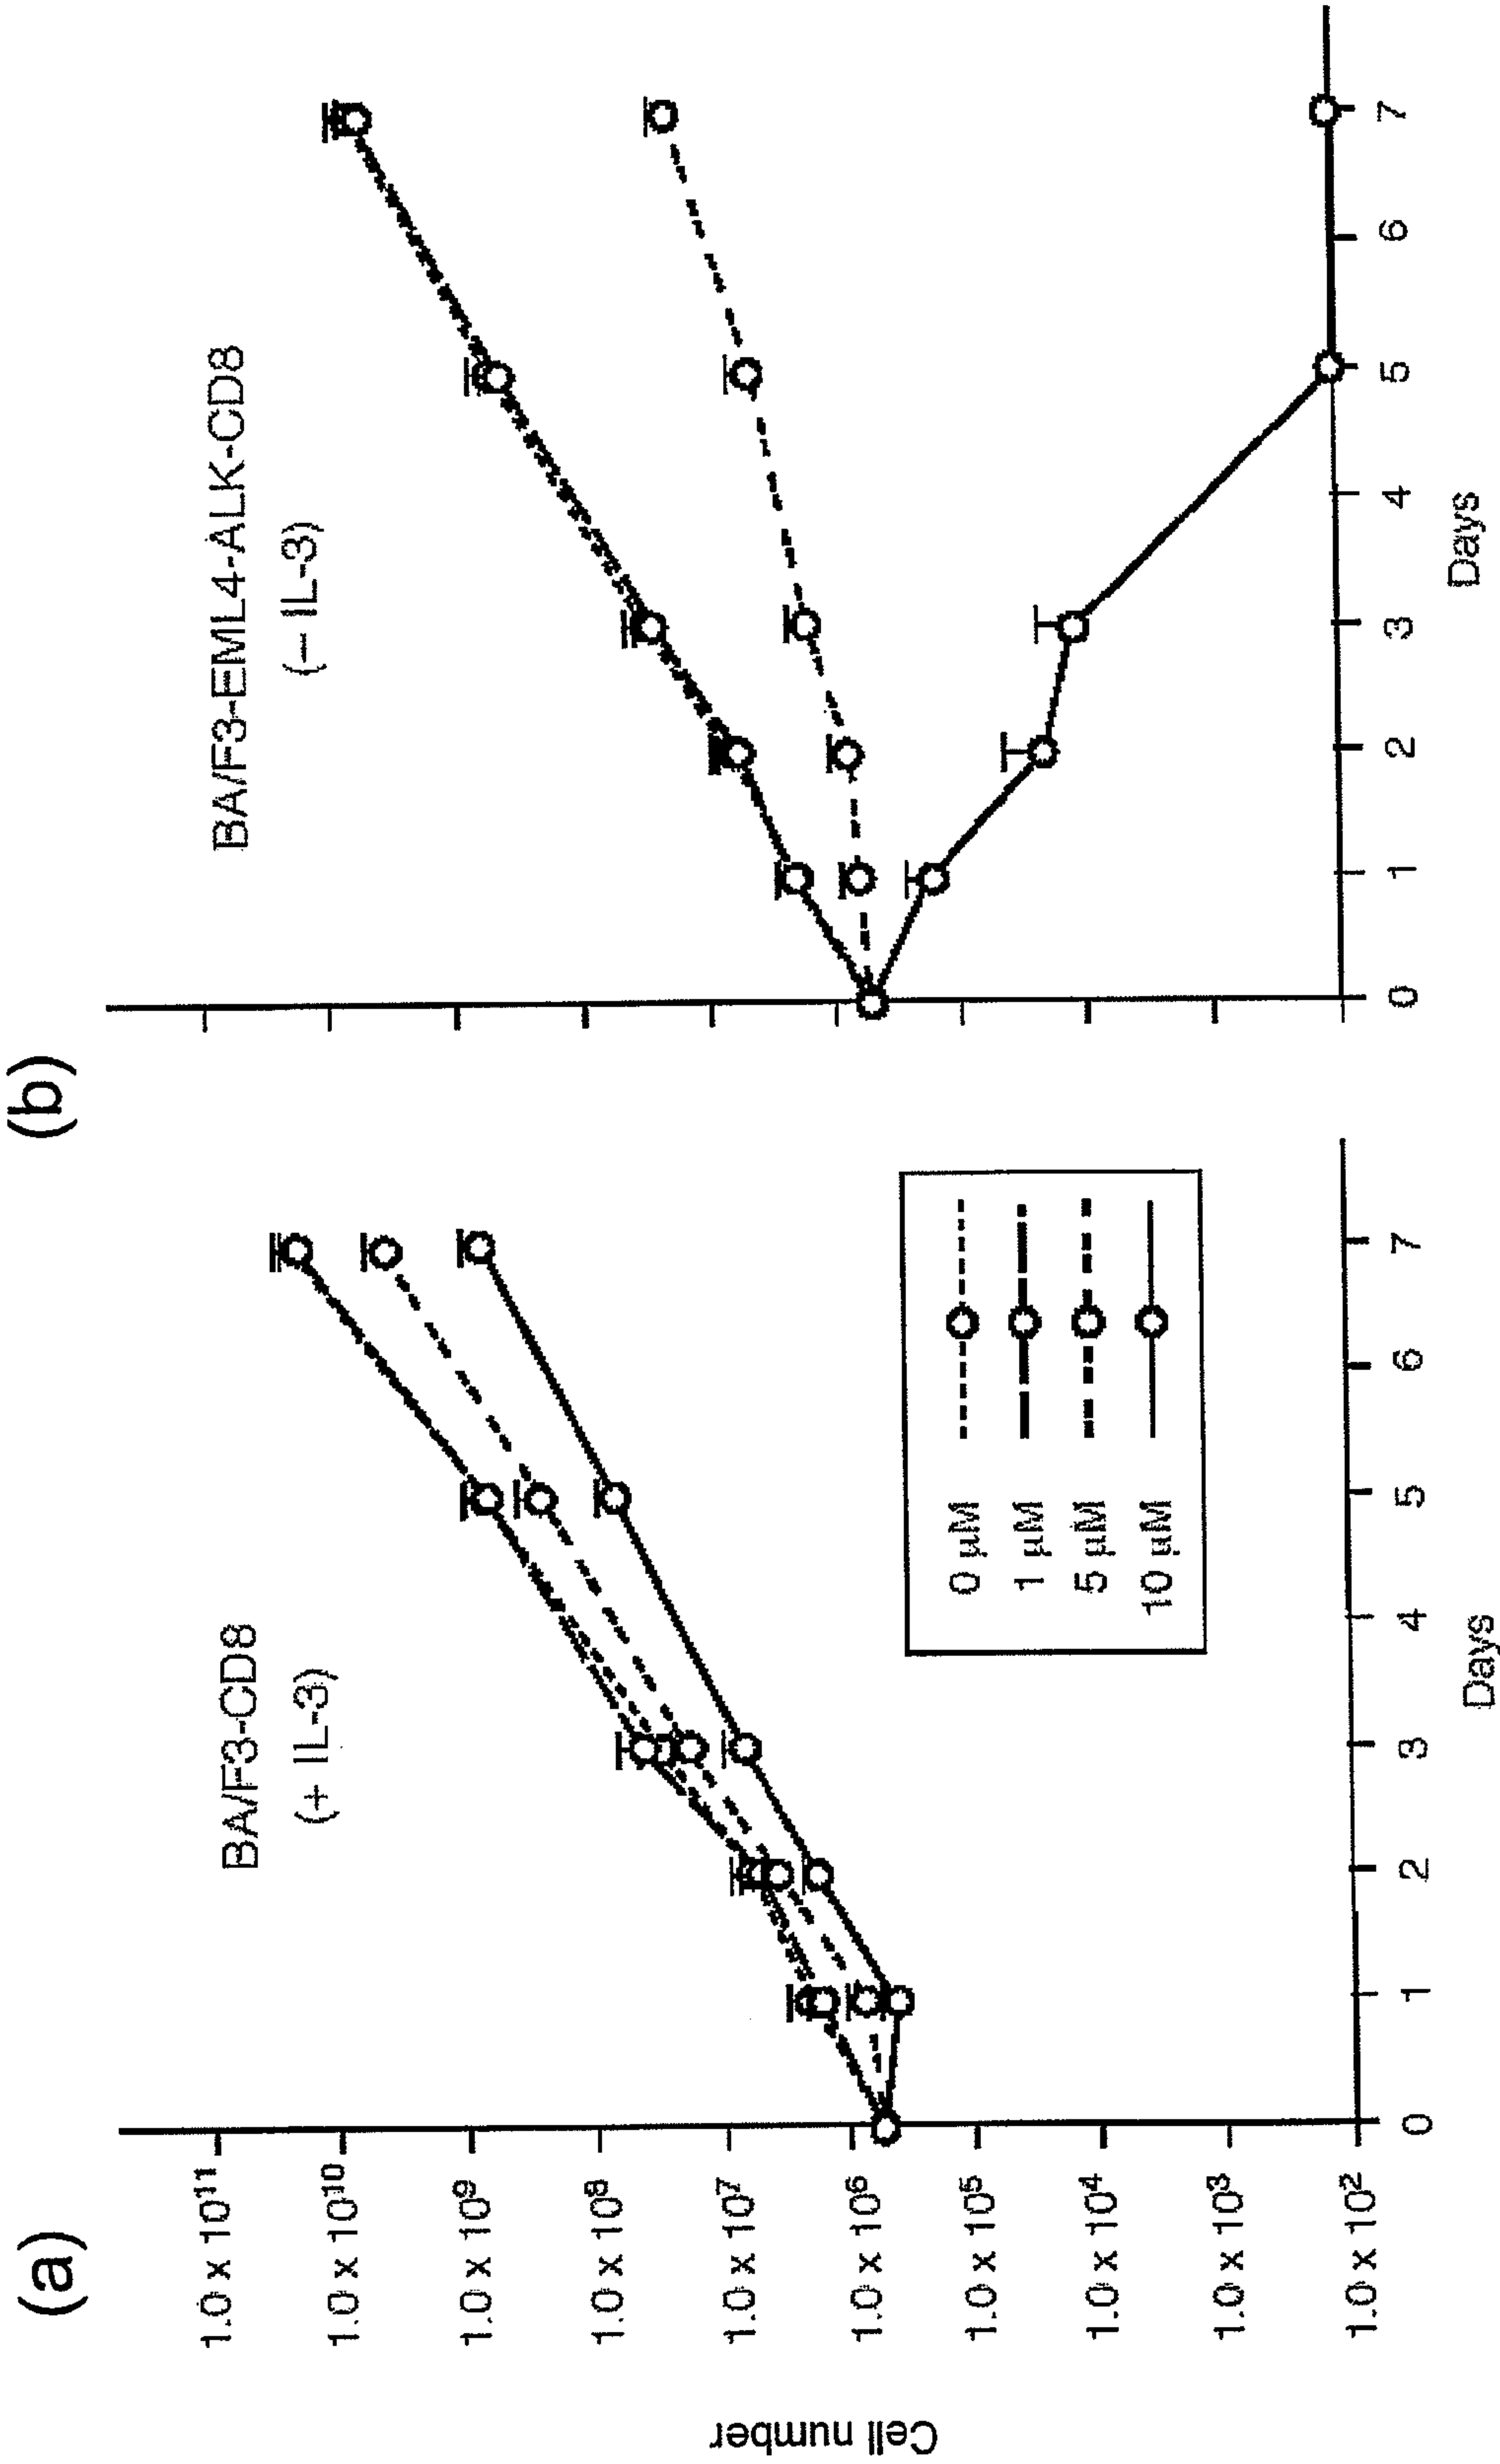 (a)
BA/F3-CD8
(+ IL-3)
Cell number
1.0 x 10¹¹
1.0 x 10¹⁰
1.0 x 10⁹
1.0 x 10⁸
1.0 x 10⁷
1.0 x 10⁶
1.0 x 10⁵
1.0 x 10⁴
1.0 x 10³
1.0 x 10²
0 1 2 3 4 5 6 7
Days
0 µM
1 µM
5 µM
10 µM
(b)
BA/F3-EML4-ALK-CD8
(– IL-3)
0 1 2 3 4 5 6 7
Days